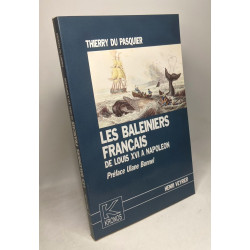 THIERRY DU PASQUIER
LES BALEINIERS
FRANÇAIS
DE LOUIS XVI A NAPOLEON
Préface Ulane Bonnel
KRONOS
HENRI VEYRIER